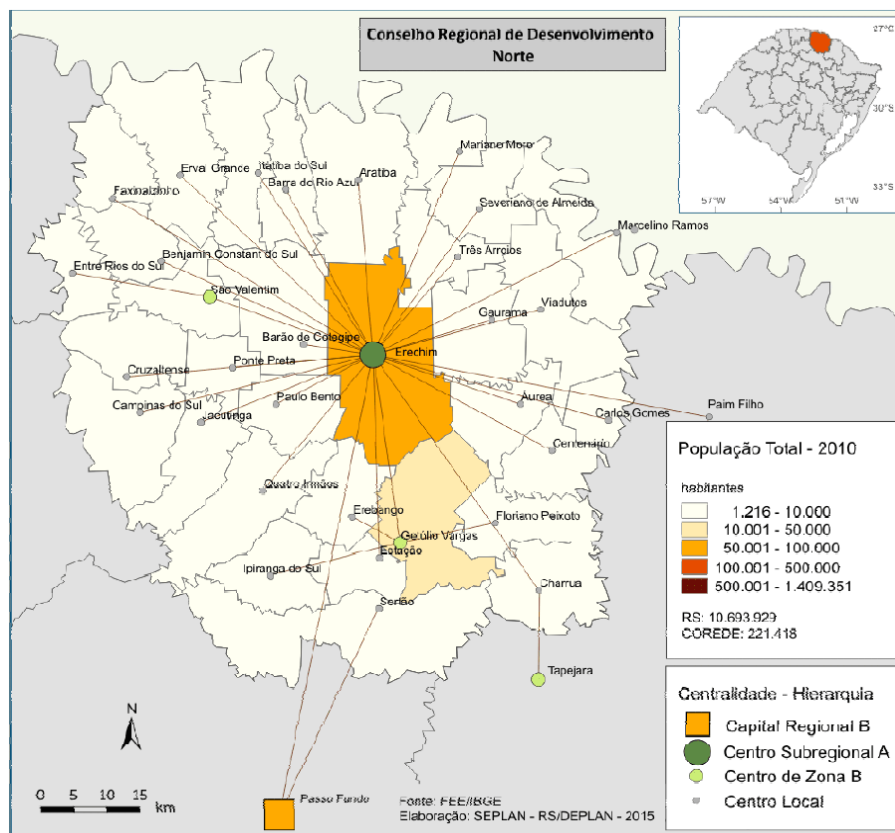 Conselho Regional de Desenvolvimento
Norte
27°S
30°S
33°S
57°W
54°W
51°W
Mariano Moro
Itatiba do Sul
Erval Grande
Aratiba
Barra do Rio Azul
Faxinalzinho
Severiano de Almeida
Marcelino Ramos
Três Arroios
Benjamin Constant do Sul
Entre Rios do Sul
São Valentim
Viadutos
Gaurama
Barão de Cotegipe
Erechim
Ponte Preta
Cruzaltense
Paulo Bento
Aurea
Paim Filho
Campinas do Sul
Jacutinga
Carlos Gomes
Centenário
Quatro Irmãos
Erebango
Floriano Peixoto
Getúlio Vargas
Estação
Ipiranga do Sul
Charrua
Sertão
Tapejara
Passo Fundo
População Total - 2010
habitantes
1.216 - 10.000
10.001 - 50.000
50.001 - 100.000
100.001 - 500.000
500.001 - 1.409.351
RS: 10.693.929
COREDE: 221.418
Centralidade - Hierarquia
Capital Regional B
Centro Subregional A
Centro de Zona B
Centro Local
N
0 5 10 15
km
Fonte: FEE/IBGE
Elaboração: SEPLAN - RS/DEPLAN - 2015